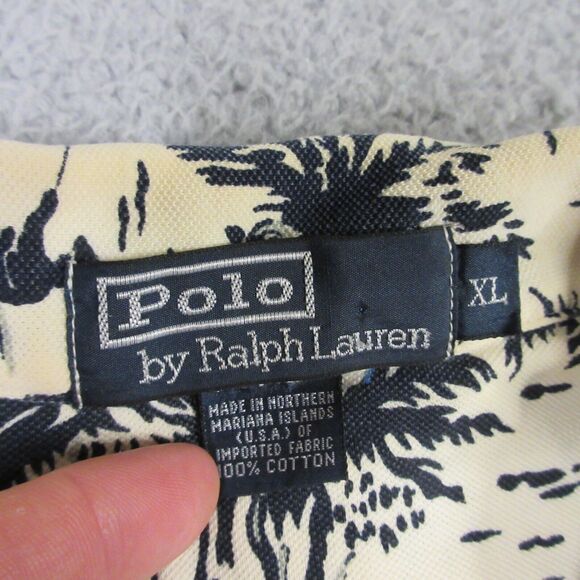 Polo
by Ralph Lauren
XL
MADE IN NORTHERN
MARIANA ISLANDS
(U.S.A.) OF
IMPORTED FABRIC
100% COTTON